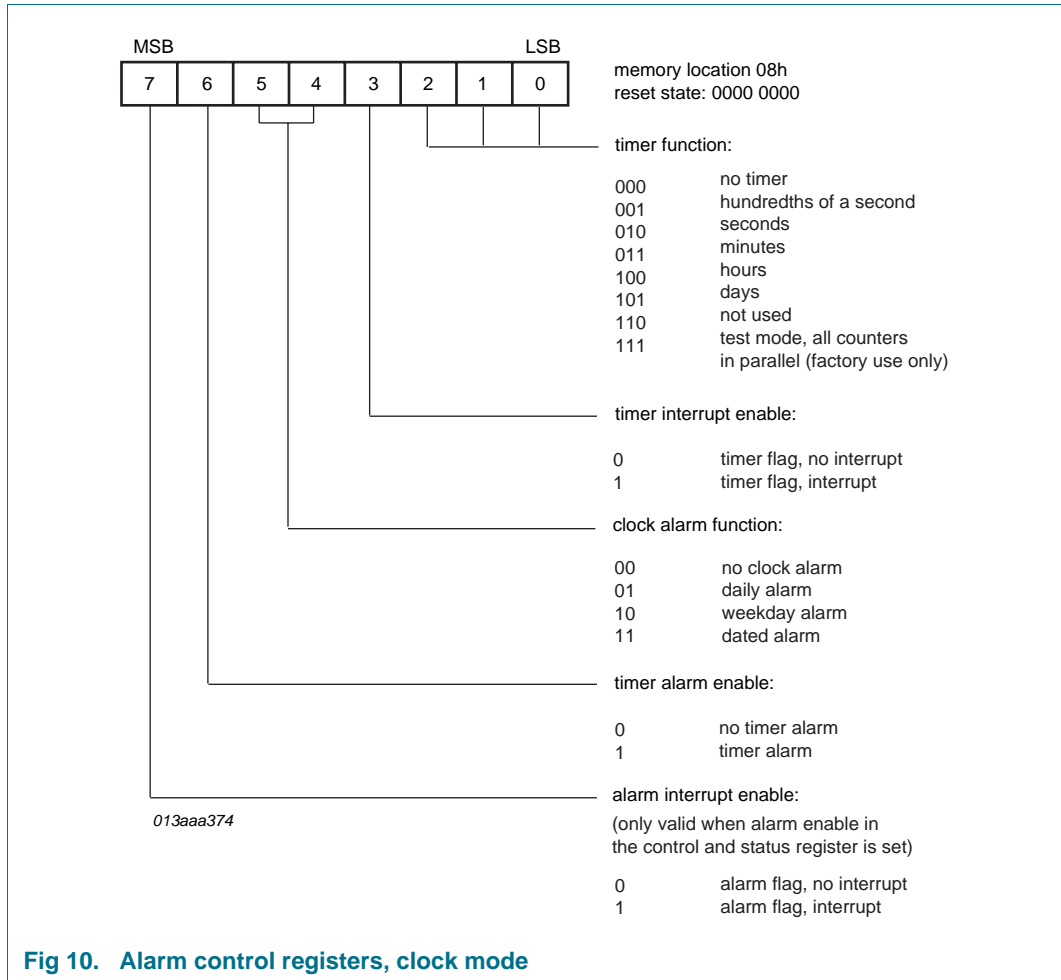 MSB LSB
7 6 5 4 3 2 1 0
memory location 08h
reset state: 0000 0000
timer function:
000 no timer
001 hundredths of a second
010 seconds
011 minutes
100 hours
101 days
110 not used
111 test mode, all counters
in parallel (factory use only)
timer interrupt enable:
0 timer flag, no interrupt
1 timer flag, interrupt
clock alarm function:
00 no clock alarm
01 daily alarm
10 weekday alarm
11 dated alarm
timer alarm enable:
0 no timer alarm
1 timer alarm
alarm interrupt enable:
(only valid when alarm enable in
the control and status register is set)
0 alarm flag, no interrupt
1 alarm flag, interrupt
013aaa374
Fig 10. Alarm control registers, clock mode